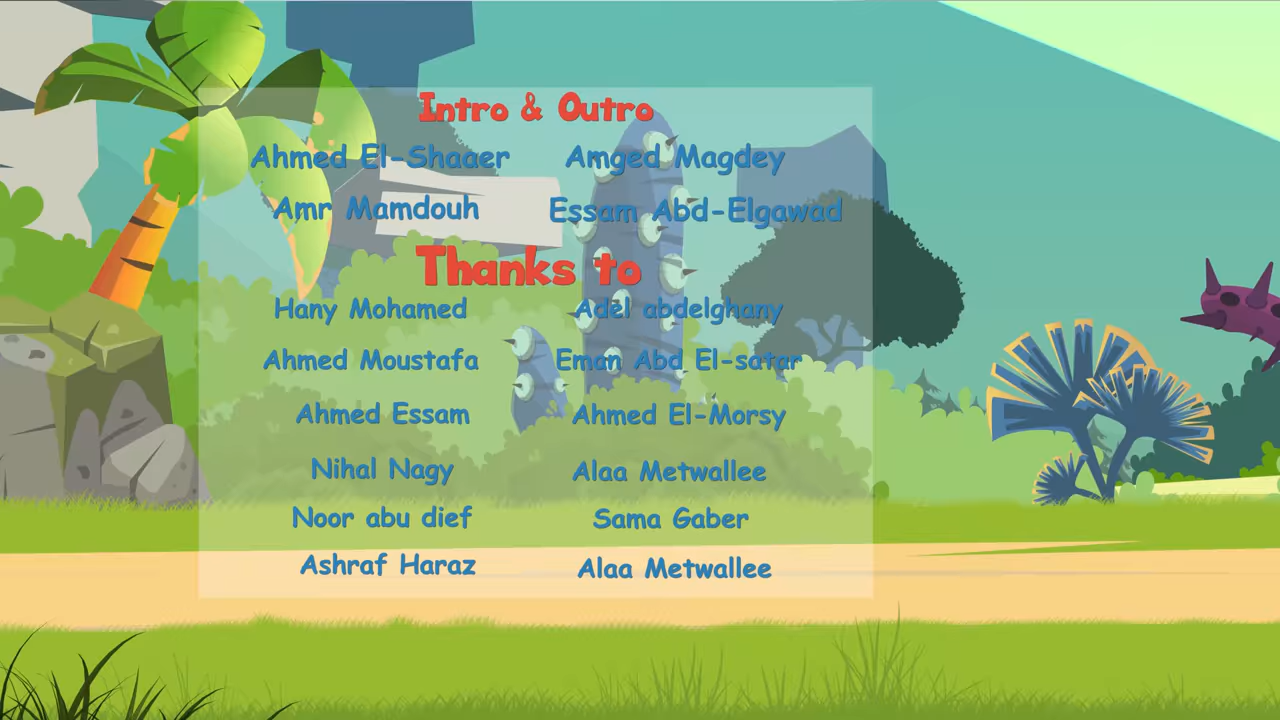 Intro & Outro
Ahmed El-Shaaer Amged Magdey
Amr Mamdouh Essam Abd-Elgawad
Thanks to
Hany Mohamed Adel abdelghany
Ahmed Moustafa Eman Abd El-satar
Ahmed Essam Ahmed El-Morsy
Nihal Nagy Alaa Metwallee
Noor abu dief Sama Gaber
Ashraf Haraz Alaa Metwallee